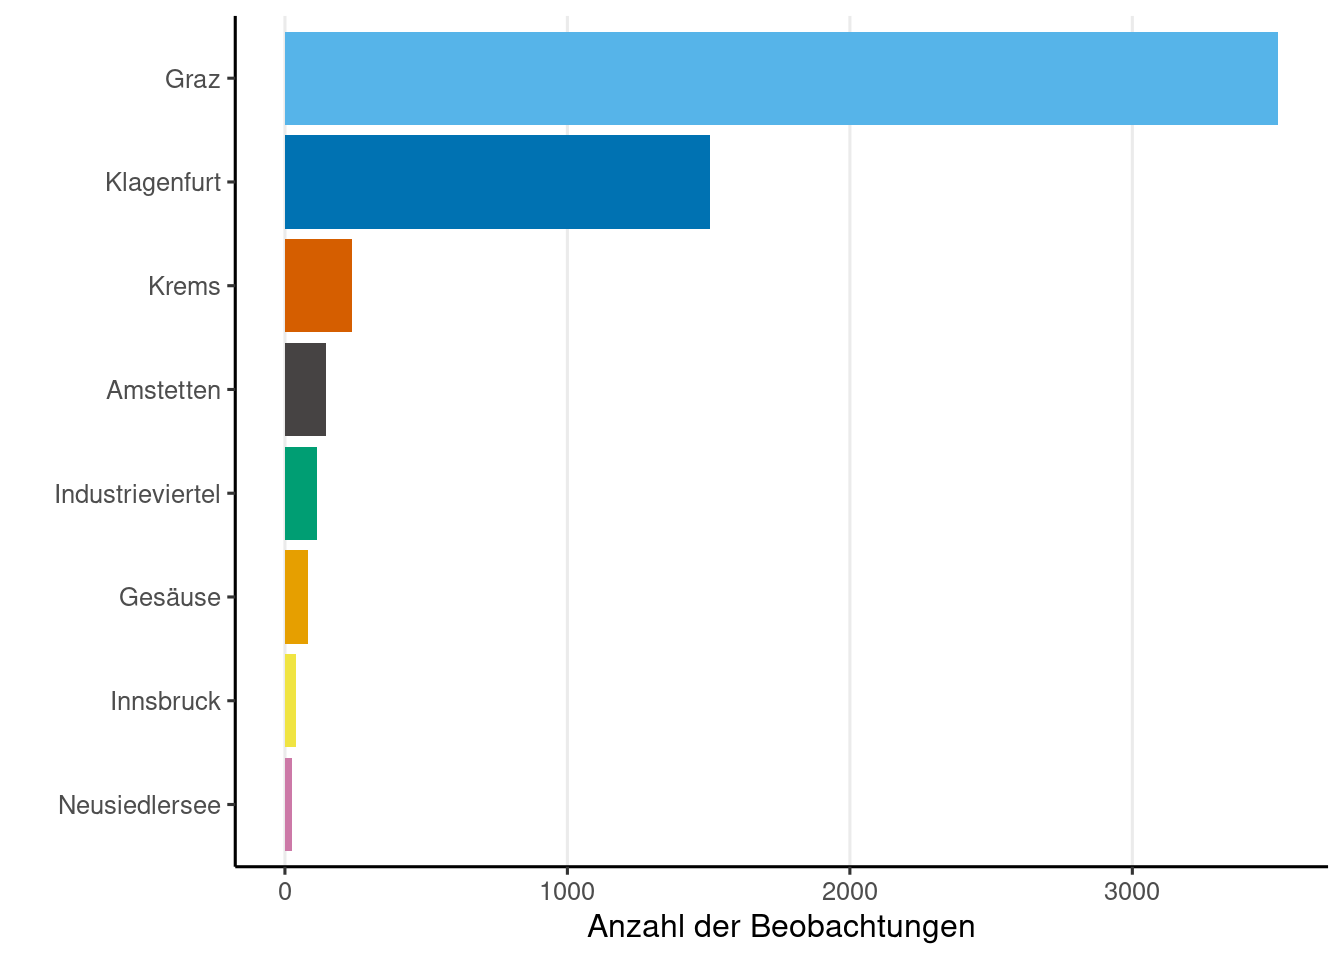 Graz
Klagenfurt
Krems
Amstetten
Industrieviertel
Gesäuse
Innsbruck
Neusiedlersee
0 1000 2000 3000
Anzahl der Beobachtungen